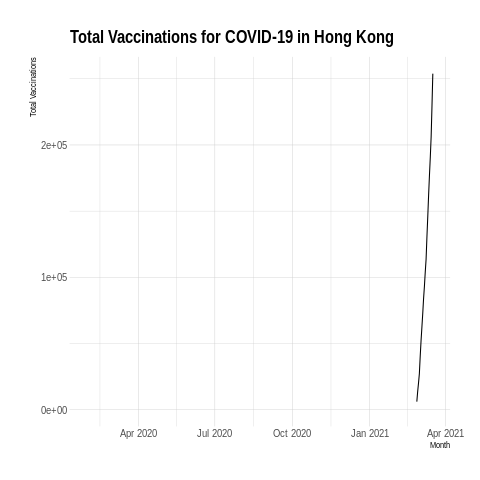 Total Vaccinations for COVID-19 in Hong Kong
Total Vaccinations
2e+05
1e+05
0e+00
Apr 2020 Jul 2020 Oct 2020 Jan 2021 Apr 2021
Month